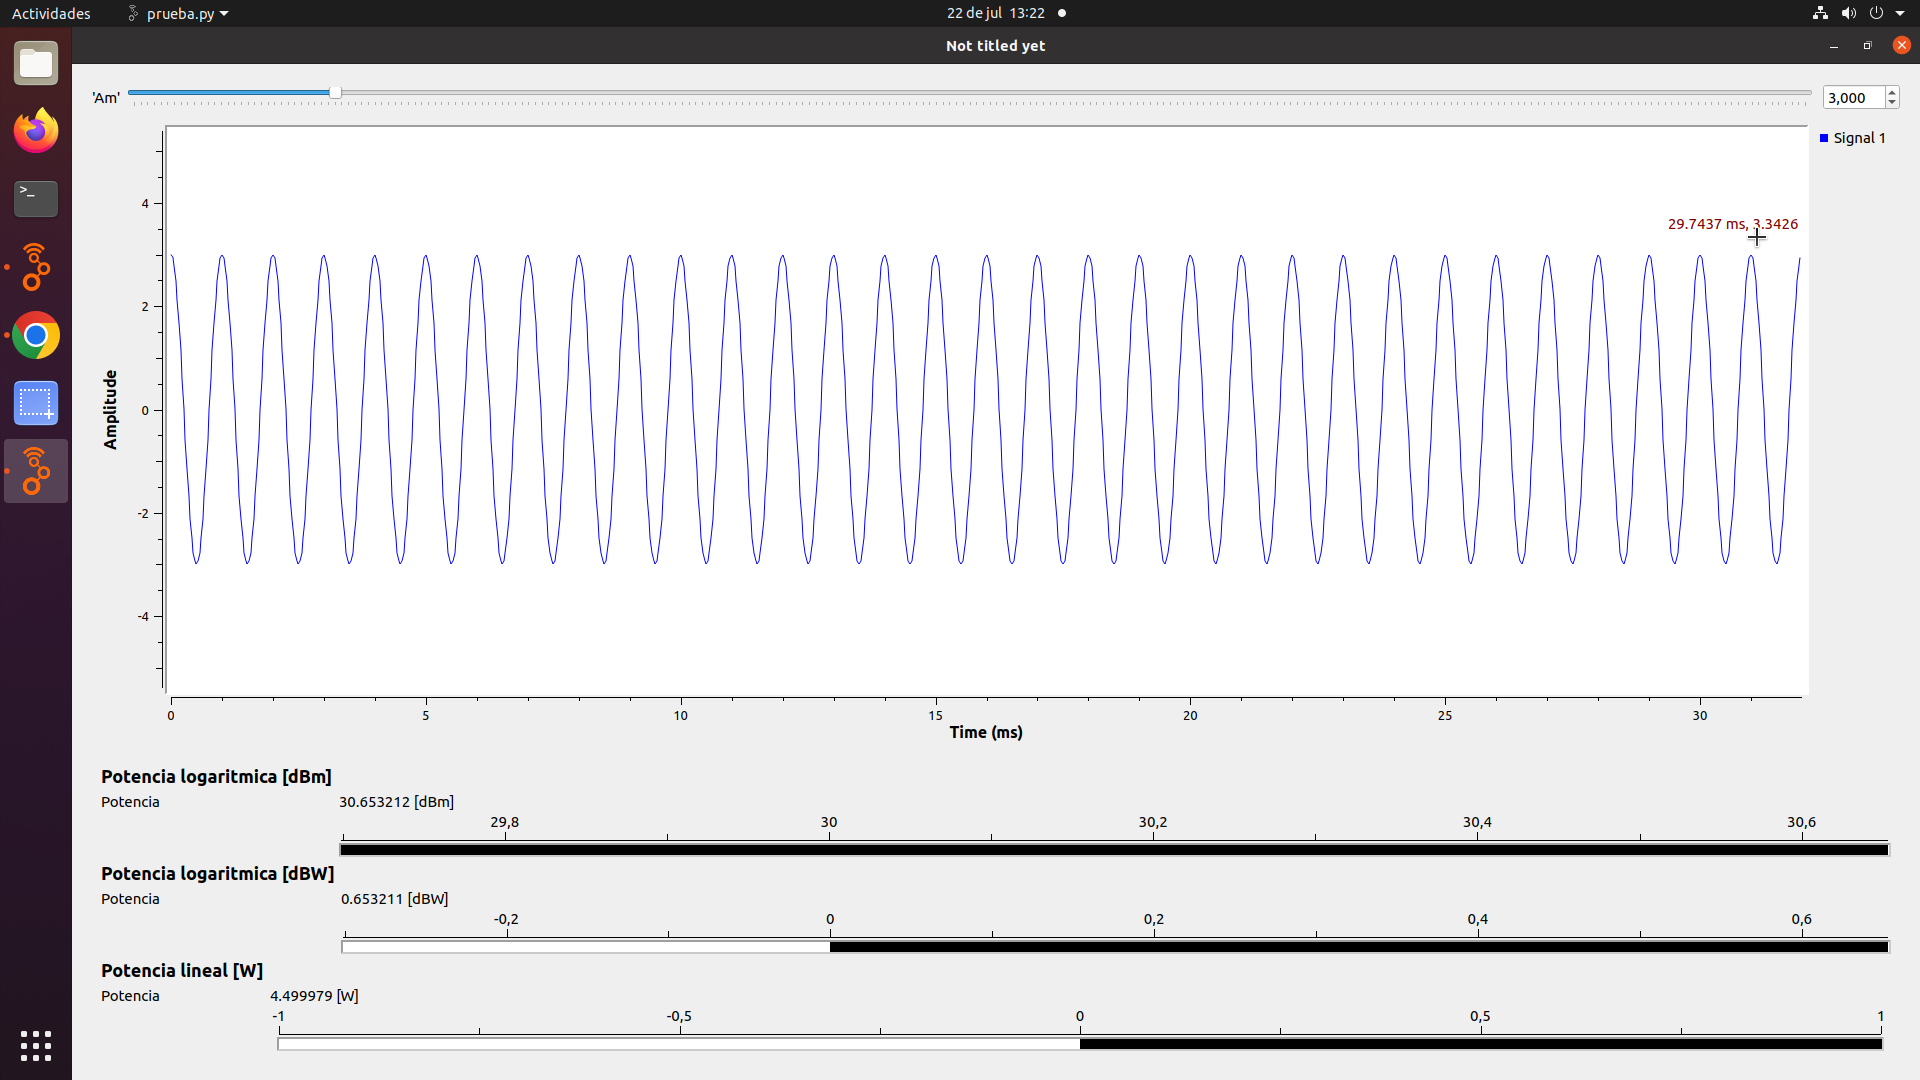 Actividades prueba.py 22 de jul 13:22
Not titled yet
'Am' 3,000
Signal 1
29.7437 ms, 3.3426
4
2
0
-2
-4
Amplitude
0 5 10 15 20 25 30
Time (ms)
Potencia logaritmica [dBm]
Potencia 30.653212 [dBm]
29,8 30 30,2 30,4 30,6
Potencia logaritmica [dBW]
Potencia 0.653211 [dBW]
-0,2 0 0,2 0,4 0,6
Potencia lineal [W]
Potencia 4.499979 [W]
-1 -0,5 0 0,5 1